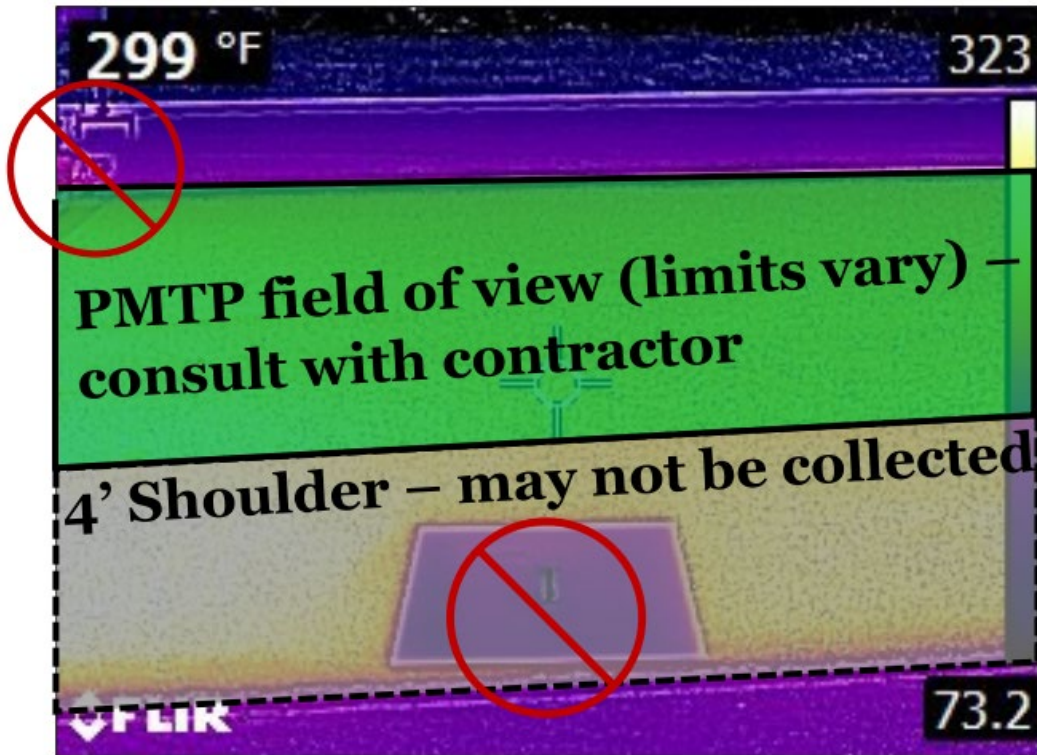 299 °F
323
PMTP field of view (limits vary) –
consult with contractor
4’ Shoulder – may not be collected
FLIR
73.2